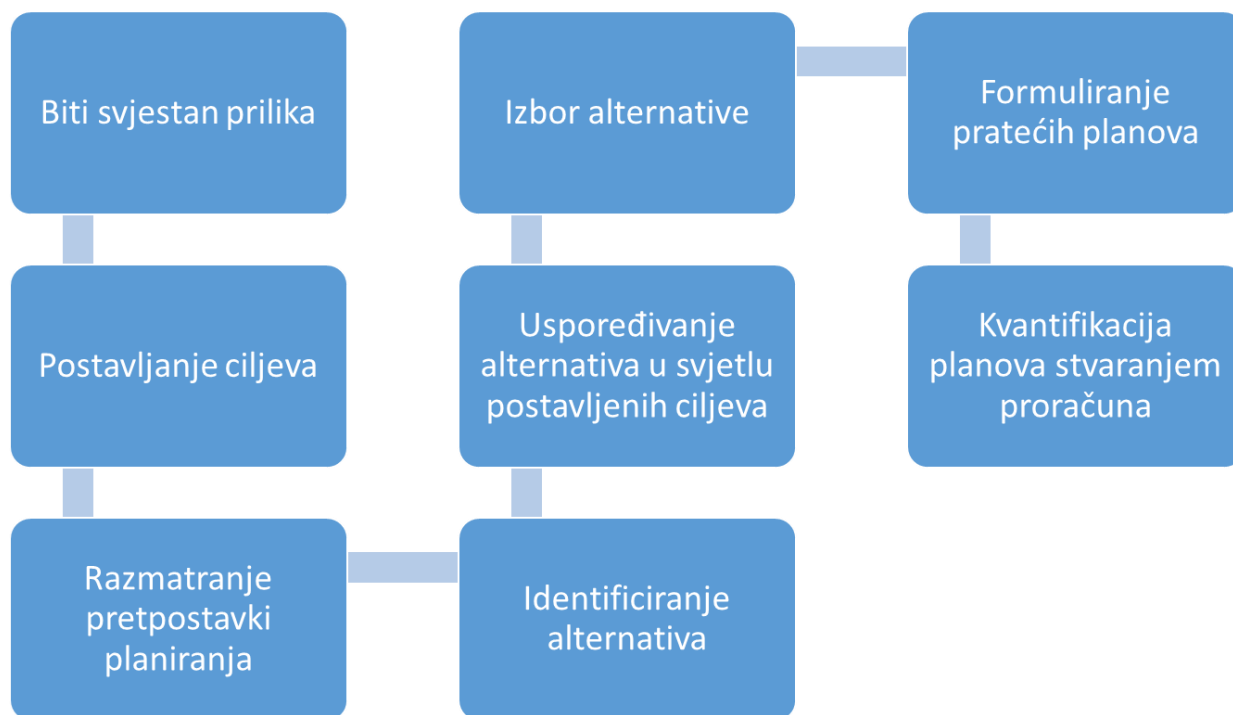 Biti svjestan prilika
Postavljanje ciljeva
Razmatranje
pretpostavki
planiranja
Identificiranje
alternativa
Uspoređivanje
alternativa u svjetlu
postavljenih ciljeva
Izbor alternative
Formuliranje
pratećih planova
Kvantifikacija
planova stvaranjem
proračuna